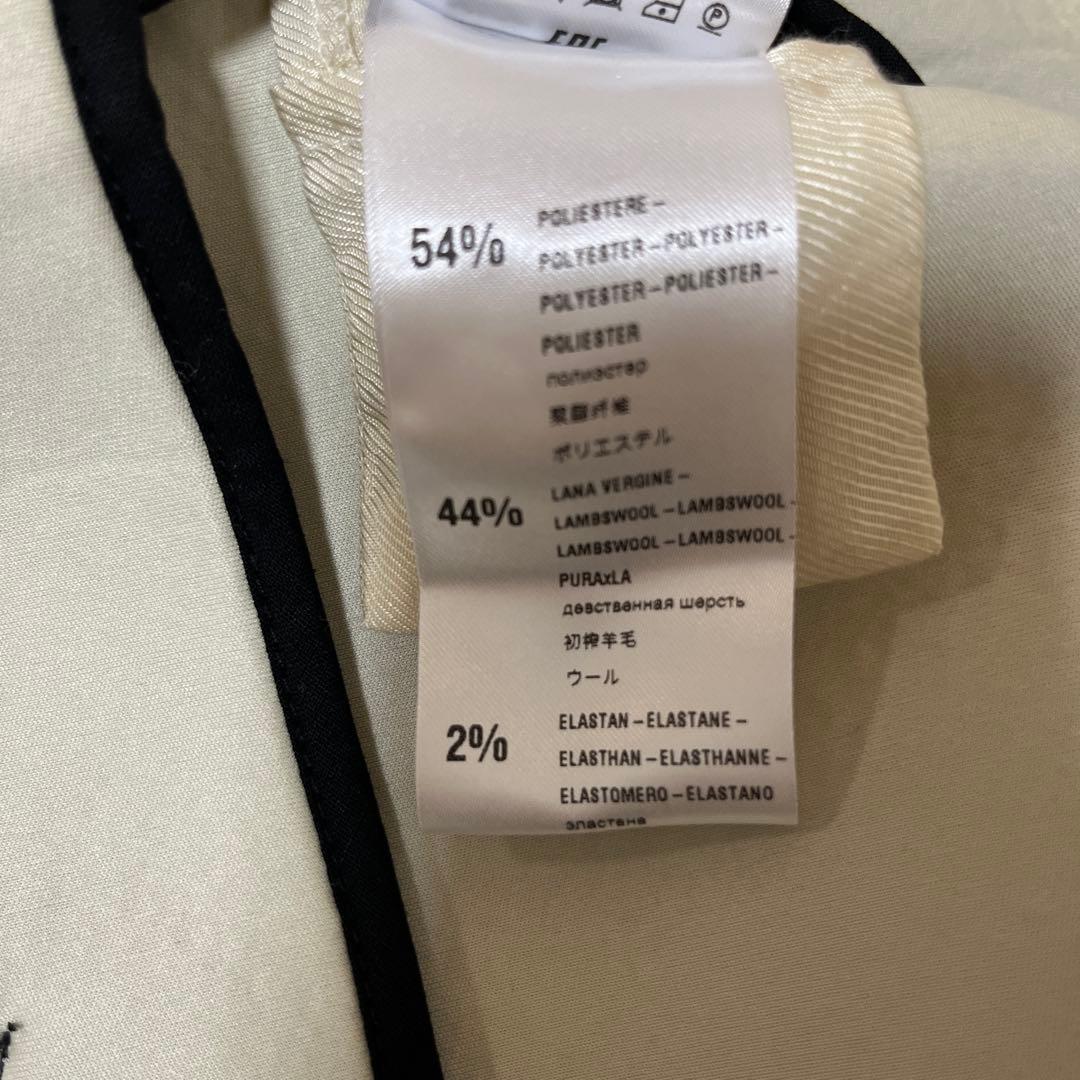 54%
POLIESTERE –
POLYESTER – POLYESTER –
POLYESTER – POLIESTER –
POLIESTER
полиэстер
聚酯纤维
ポリエステル
44%
LANA VERGINE –
LAMBSWOOL – LAMBSWOOL –
LAMBSWOOL – LAMBSWOOL –
PURAxLA
девственная шерсть
初榨羊毛
ウール
2%
ELASTAN – ELASTANE –
ELASTHAN – ELASTHANNE –
ELASTOMERO – ELASTANO
эластана